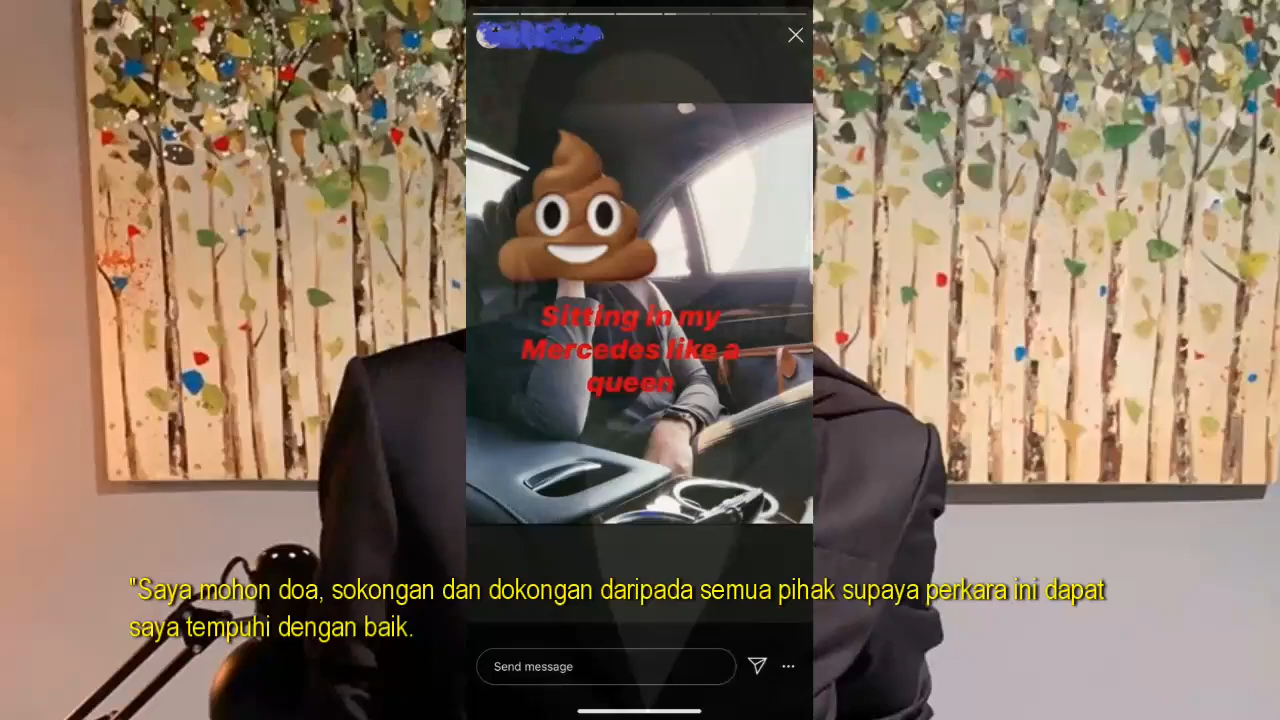 Sitting in my
Mercedes like a
queen
"Saya mohon doa, sokongan dan dokongan daripada semua pihak supaya perkara ini dapat
saya tempuhi dengan baik.
Send message